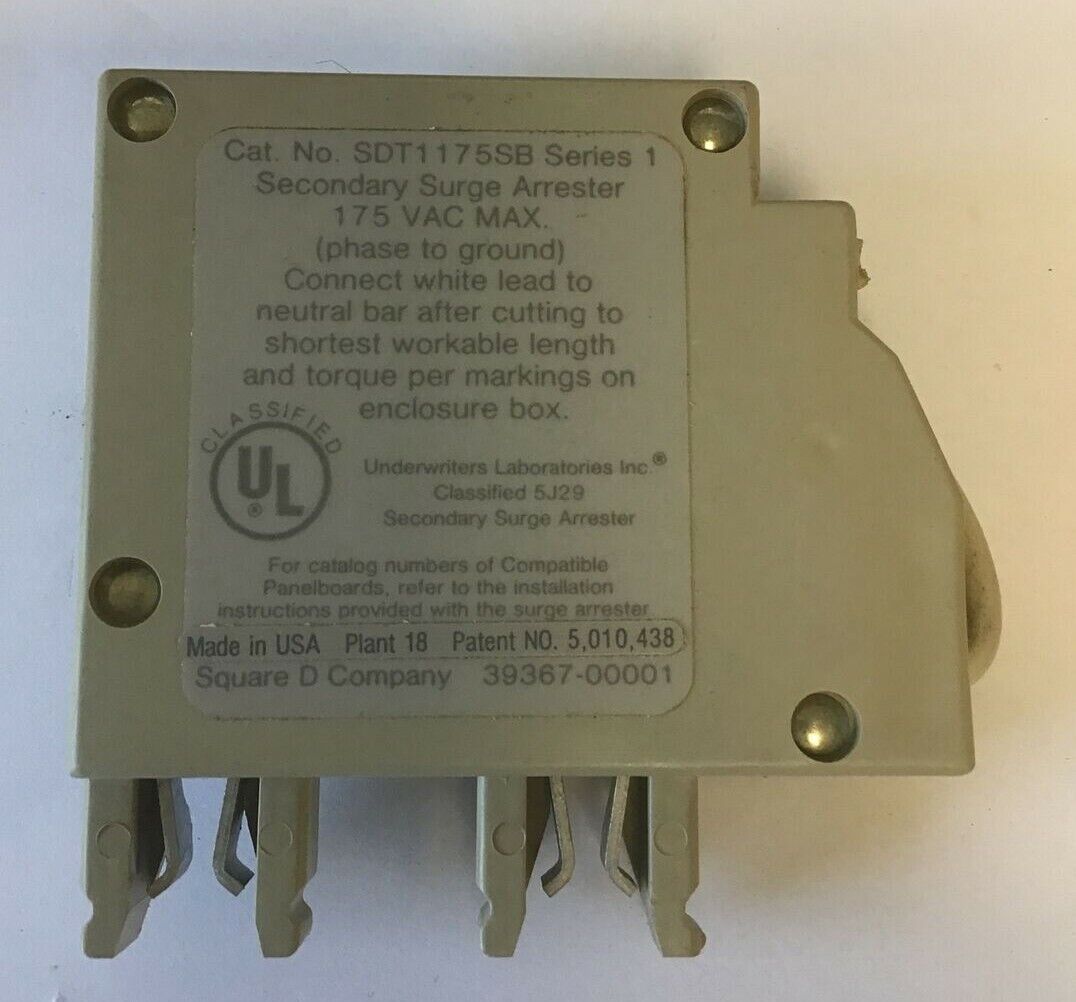 Cat. No. SDT1175SB Series 1
Secondary Surge Arrester
175 VAC MAX.
(phase to ground)
Connect white lead to
neutral bar after cutting to
shortest workable length
and torque per markings on
enclosure box.
CLASSIFIED
UL®
Underwriters Laboratories Inc.®
Classified 5J29
Secondary Surge Arrester
For catalog numbers of Compatible
Panelboards, refer to the installation
instructions provided with the surge arrester
Made in USA Plant 18 Patent NO. 5,010,438
Square D Company 39367-00001